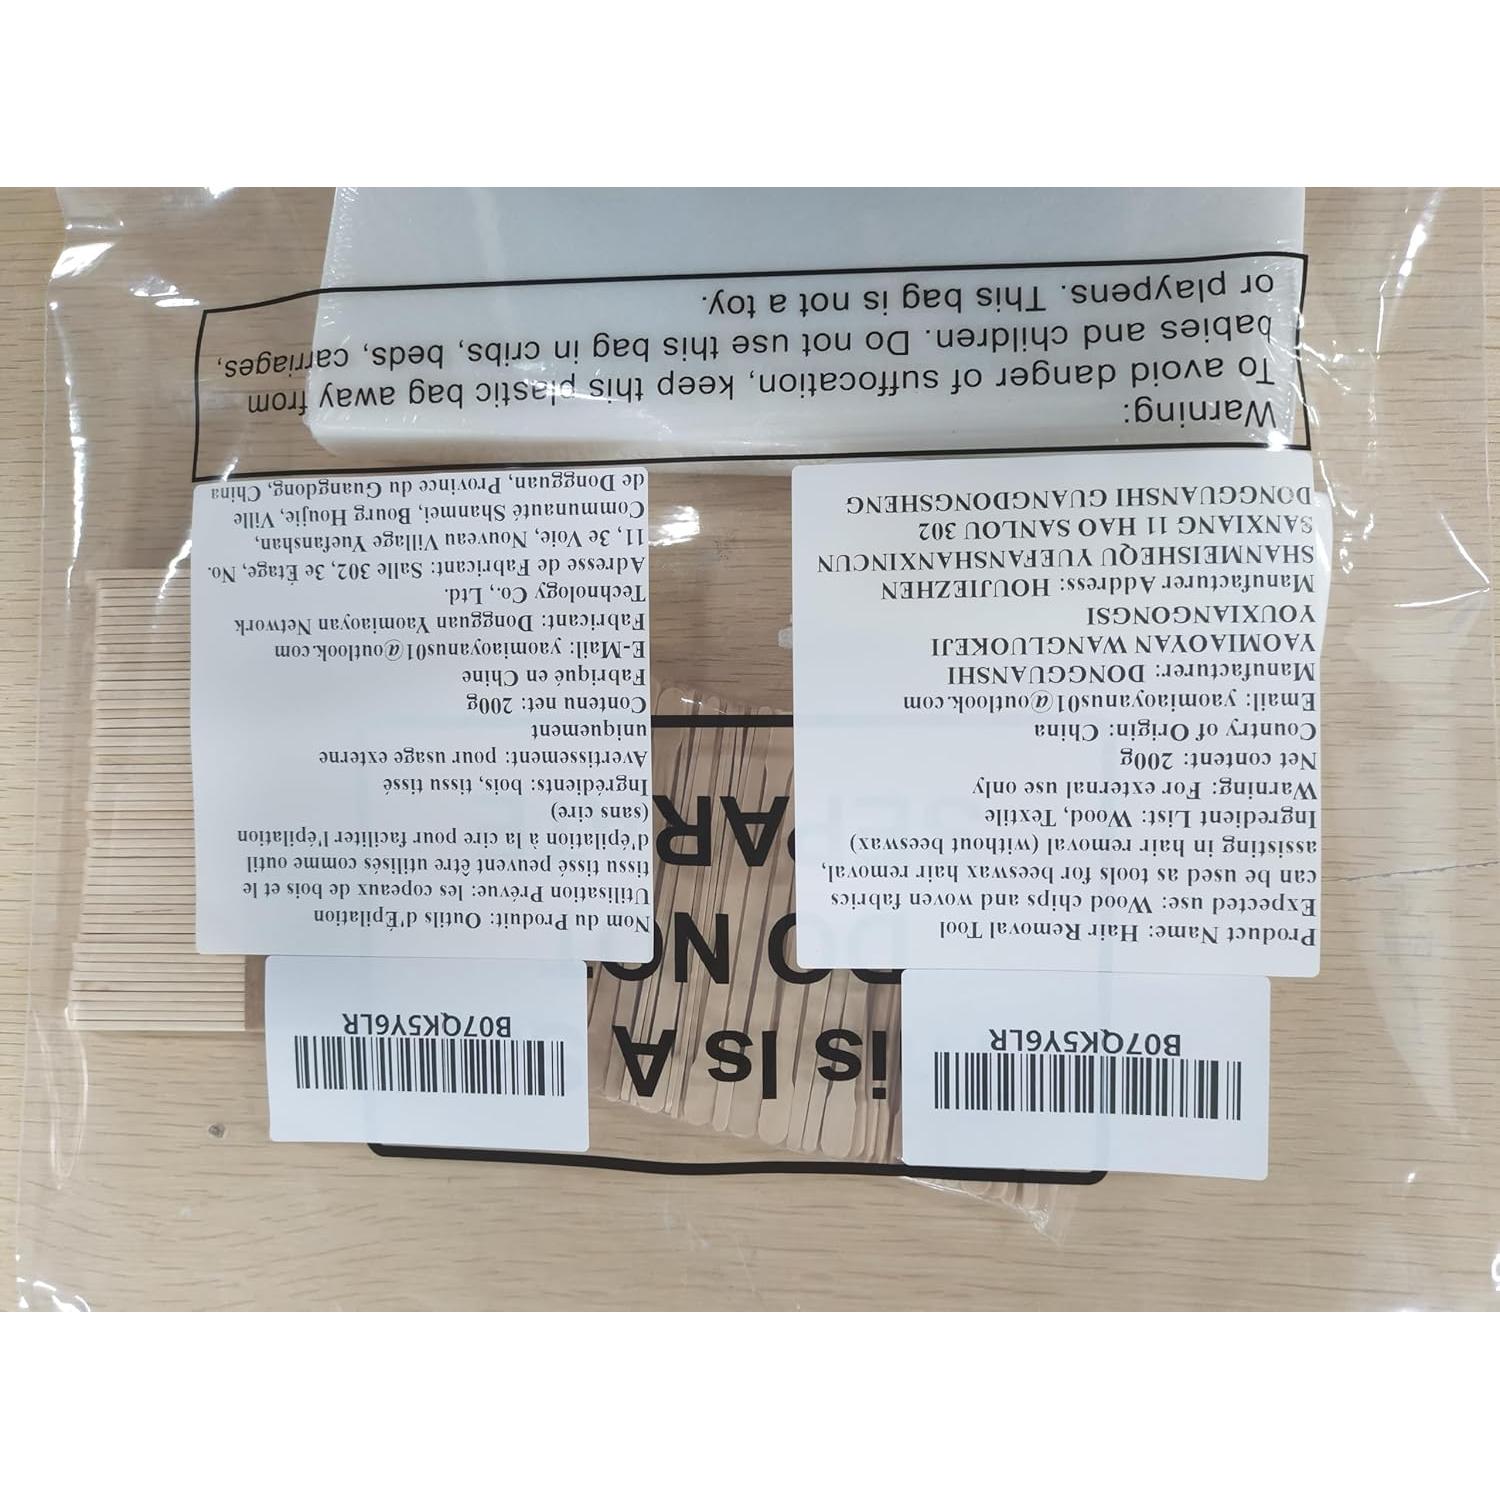 Warning:
To avoid danger of suffocation, keep this plastic bag away from
babies and children. Do not use this bag in cribs, beds, carriages,
or playpens. This bag is not a toy.
is Is A
DO NO
PAR
B07QK5Y6LR
Product Name: Hair Removal Tool
Expected use: Wood chips and woven fabrics
can be used as tools for beeswax hair removal,
assisting in hair removal (without beeswax)
Ingredient List: Wood, Textile
Warning: For external use only
Net content: 200g
Country of Origin: China
Email: yaomiaoyanus01@outlook.com
Manufacturer: DONGGUANSHI
YAOMIAOYAN WANGLUOKEJI
YOUXIANGONGSI
Manufacturer Address: HOUJIEZHEN
SHANMEISHEQU YUEFANSHANXINCUN
SANXIANG 11 HAO SANLOU 302
DONGGUANSHI GUANGDONGSHENG
B07QK5Y6LR
Nom du Produit: Outils d'Épilation
Utilisation Prévue: les copeaux de bois et le
tissu tissé peuvent être utilisés comme outil
d'épilation à la cire pour faciliter l'épilation
(sans cire)
Ingrédients: bois, tissu tissé
Avertissement: pour usage externe
uniquement
Contenu net: 200g
Fabriqué en Chine
E-Mail: yaomiaoyanus01@outlook.com
Fabricant: Dongguan Yaomiaoyan Network
Technology Co., Ltd.
Adresse de Fabricant: Salle 302, 3e Étage, No.
11, 3e Voie, Nouveau Village Yuefanshan,
Communauté Shanmei, Bourg Houjie, Ville
de Dongguan, Province du Guangdong, China